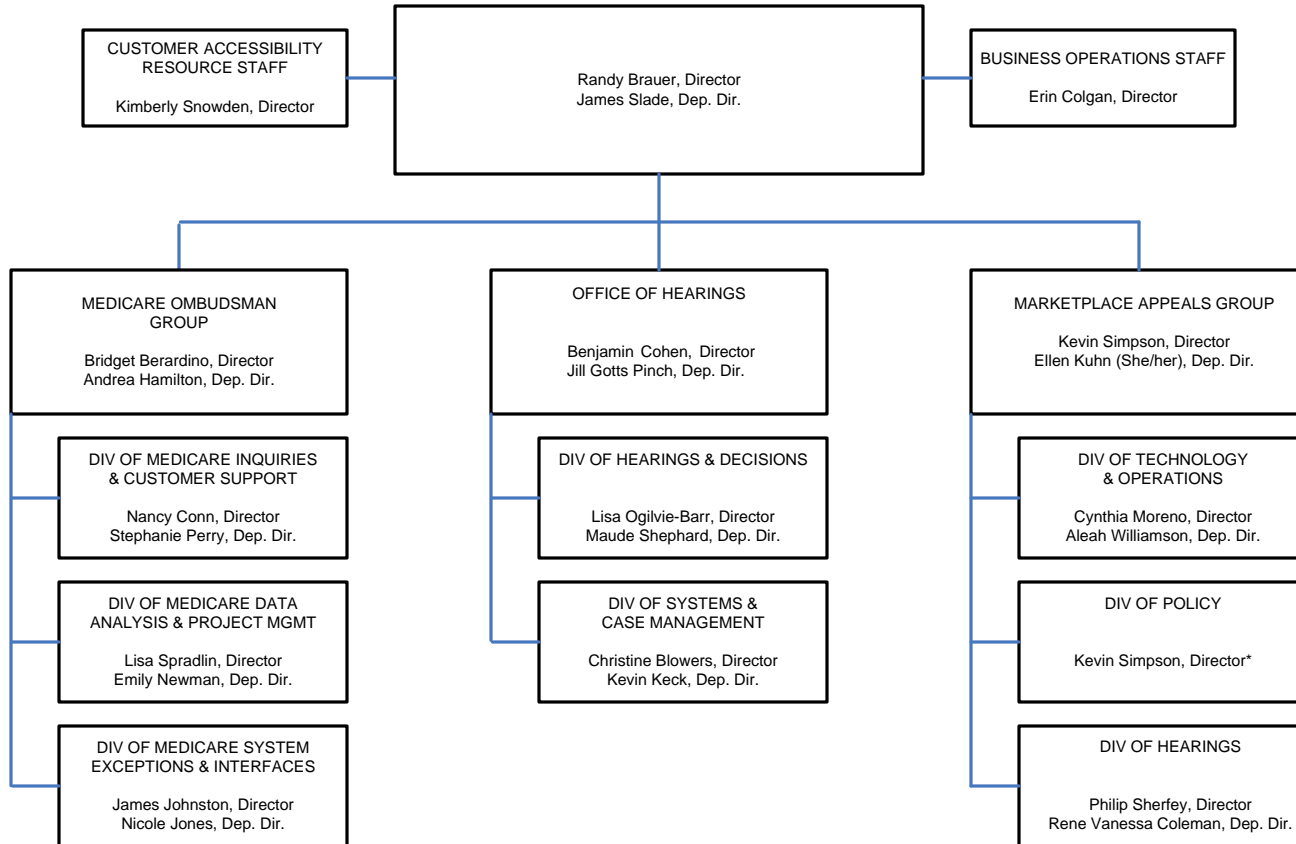 CUSTOMER ACCESSIBILITY
RESOURCE STAFF
Kimberly Snowden, Director
Randy Brauer, Director
James Slade, Dep. Dir.
BUSINESS OPERATIONS STAFF
Erin Colgan, Director
MEDICARE OMBUDSMAN
GROUP
Bridget Berardino, Director
Andrea Hamilton, Dep. Dir.
DIV OF MEDICARE INQUIRIES
& CUSTOMER SUPPORT
Nancy Conn, Director
Stephanie Perry, Dep. Dir.
DIV OF MEDICARE DATA
ANALYSIS & PROJECT MGMT
Lisa Spradlin, Director
Emily Newman, Dep. Dir.
DIV OF MEDICARE SYSTEM
EXCEPTIONS & INTERFACES
James Johnston, Director
Nicole Jones, Dep. Dir.
OFFICE OF HEARINGS
Benjamin Cohen, Director
Jill Gotts Pinch, Dep. Dir.
DIV OF HEARINGS & DECISIONS
Lisa Ogilvie-Barr, Director
Maude Shephard, Dep. Dir.
DIV OF SYSTEMS &
CASE MANAGEMENT
Christine Blowers, Director
Kevin Keck, Dep. Dir.
MARKETPLACE APPEALS GROUP
Kevin Simpson, Director
Ellen Kuhn (She/her), Dep. Dir.
DIV OF TECHNOLOGY
& OPERATIONS
Cynthia Moreno, Director
Aleah Williamson, Dep. Dir.
DIV OF POLICY
Kevin Simpson, Director*
DIV OF HEARINGS
Philip Sherfey, Director
Rene Vanessa Coleman, Dep. Dir.